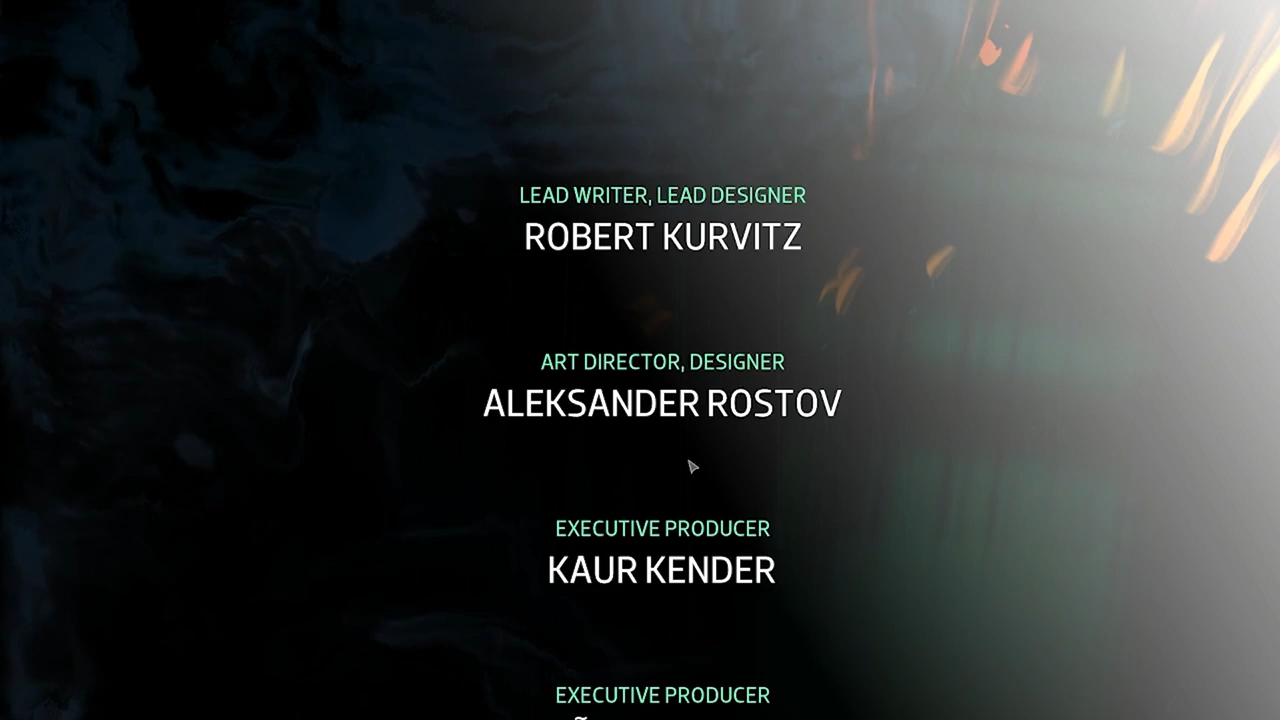 LEAD WRITER, LEAD DESIGNER
ROBERT KURVITZ
ART DIRECTOR, DESIGNER
ALEKSANDER ROSTOV
EXECUTIVE PRODUCER
KAUR KENDER
EXECUTIVE PRODUCER